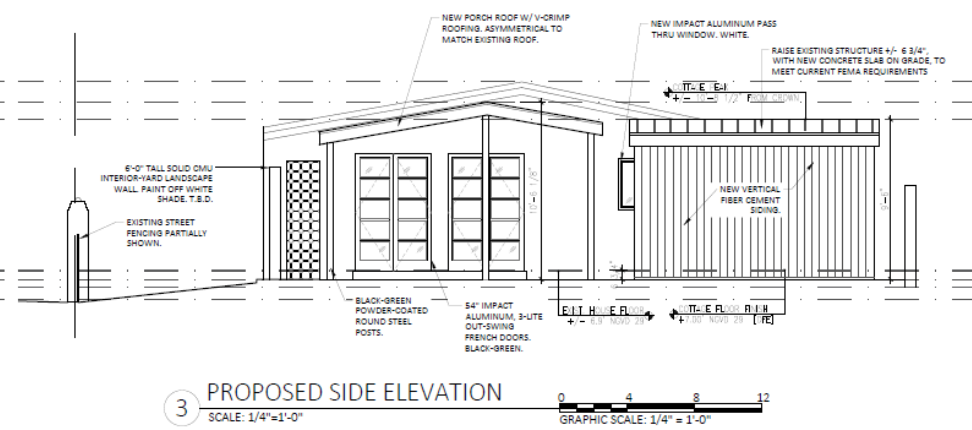 NEW PORCH ROOF W/ V-CRIMP
ROOFING. ASYMMETRICAL TO
MATCH EXISTING ROOF.
NEW IMPACT ALUMINUM PASS
THRU WINDOW. WHITE.
RAISE EXISTING STRUCTURE +/- 6 3/4",
WITH NEW CONCRETE SLAB ON GRADE, TO
MEET CURRENT FEMA REQUIREMENTS
FROM CROWN
6'-0" TALL SOLID CMU
INTERIOR-YARD LANDSCAPE
WALL. PAINT OFF WHITE
SHADE. T.B.D.
EXISTING STREET
FENCING PARTIALLY
SHOWN.
NEW VERTICAL
FIBER CEMENT
SIDING.
BLACK-GREEN
POWDER-COATED
ROUND STEEL
POSTS.
54" IMPACT
ALUMINUM, 3-LITE
OUT-SWING
FRENCH DOORS.
BLACK-GREEN.
EXIST HOUSE FLOOR
+/- 6.9' NGVD 29
COTTAGE FLOOR FINISH
+7.00' NGVD 29
3
PROPOSED SIDE ELEVATION
SCALE: 1/4"=1'-0"
0 4 8 12
GRAPHIC SCALE: 1/4" = 1'-0"